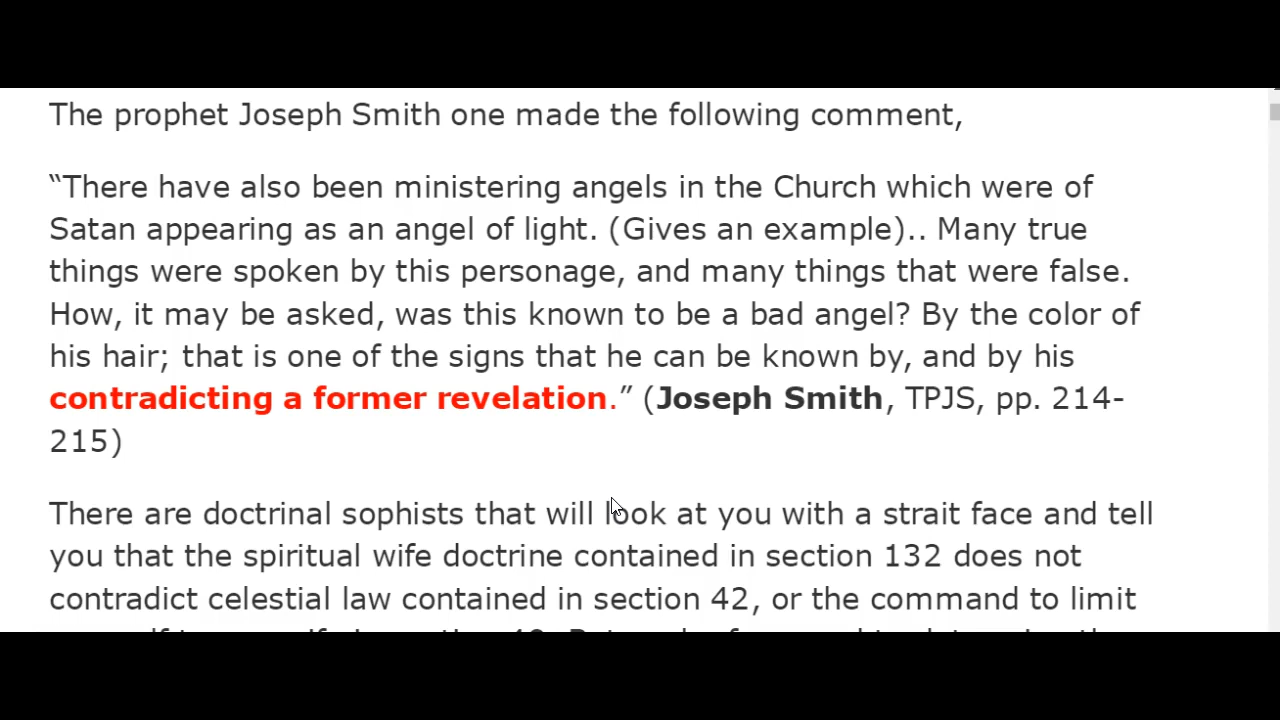 The prophet Joseph Smith one made the following comment,
“There have also been ministering angels in the Church which were of
Satan appearing as an angel of light. (Gives an example).. Many true
things were spoken by this personage, and many things that were false.
How, it may be asked, was this known to be a bad angel? By the color of
his hair; that is one of the signs that he can be known by, and by his
contradicting a former revelation.” (Joseph Smith, TPJS, pp. 214-
215)
There are doctrinal sophists that will look at you with a strait face and tell
you that the spiritual wife doctrine contained in section 132 does not
contradict celestial law contained in section 42, or the command to limit